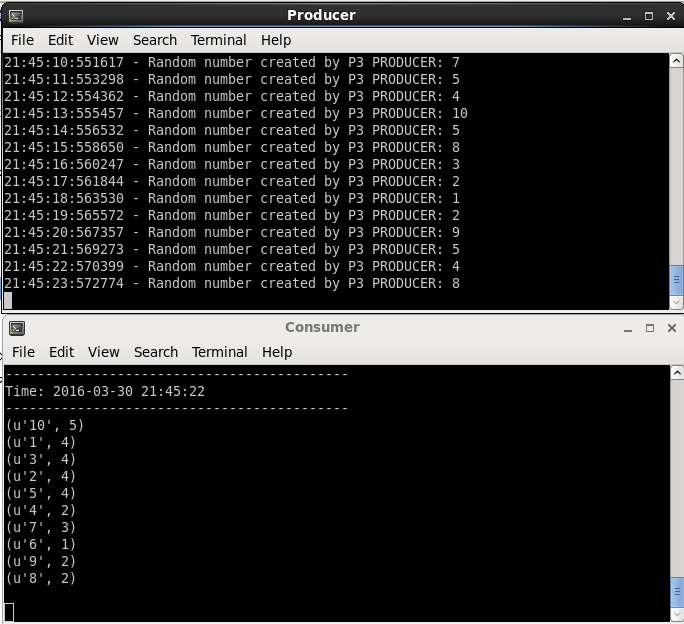 Producer
File Edit View Search Terminal Help
21:45:10:551617 - Random number created by P3 PRODUCER: 7
21:45:11:553298 - Random number created by P3 PRODUCER: 5
21:45:12:554362 - Random number created by P3 PRODUCER: 4
21:45:13:555457 - Random number created by P3 PRODUCER: 10
21:45:14:556532 - Random number created by P3 PRODUCER: 5
21:45:15:558650 - Random number created by P3 PRODUCER: 8
21:45:16:560247 - Random number created by P3 PRODUCER: 3
21:45:17:561844 - Random number created by P3 PRODUCER: 2
21:45:18:563530 - Random number created by P3 PRODUCER: 1
21:45:19:565572 - Random number created by P3 PRODUCER: 2
21:45:20:567357 - Random number created by P3 PRODUCER: 9
21:45:21:569273 - Random number created by P3 PRODUCER: 5
21:45:22:570399 - Random number created by P3 PRODUCER: 4
21:45:23:572774 - Random number created by P3 PRODUCER: 8
Consumer
File Edit View Search Terminal Help
-------------------------------------------
Time: 2016-03-30 21:45:22
-------------------------------------------
(u'10', 5)
(u'1', 4)
(u'3', 4)
(u'2', 4)
(u'5', 4)
(u'4', 2)
(u'7', 3)
(u'6', 1)
(u'9', 2)
(u'8', 2)